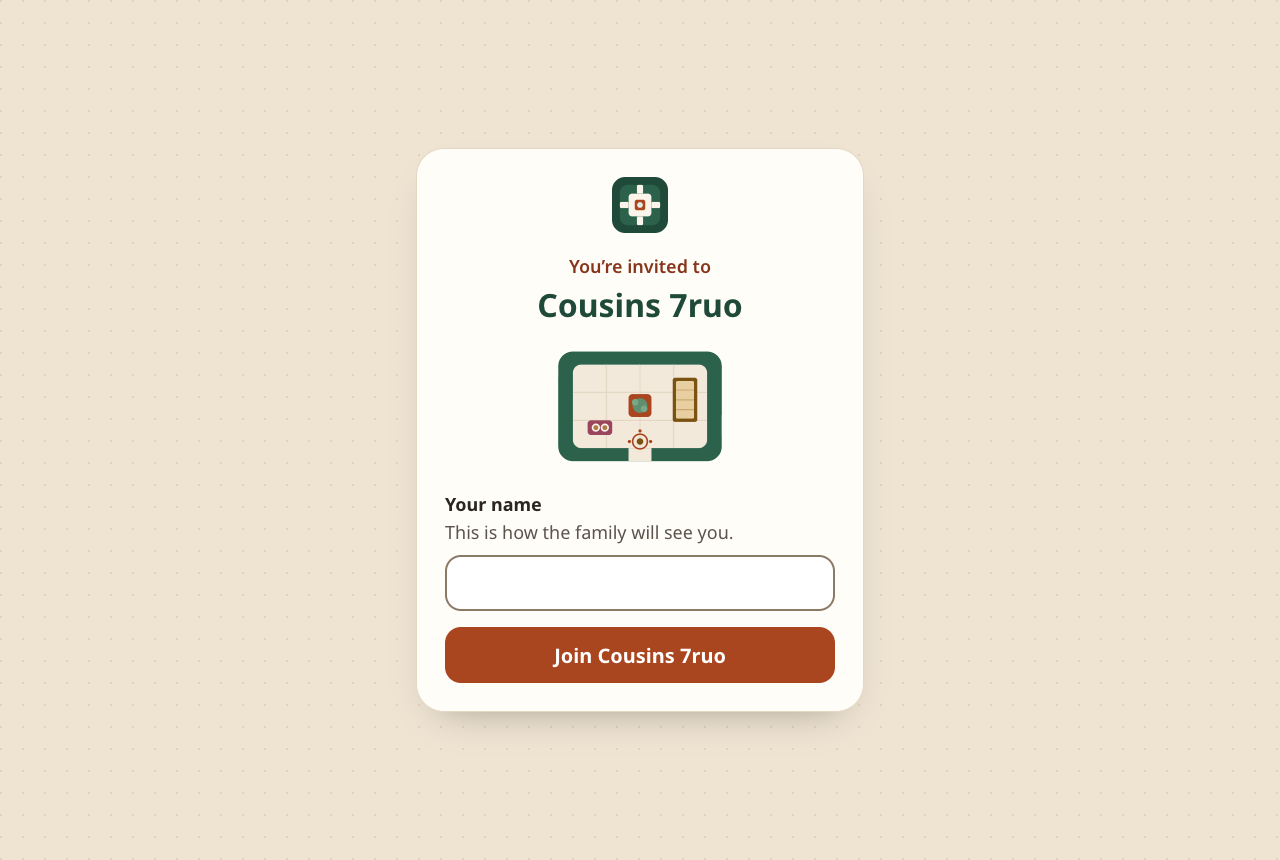 You’re invited to
Cousins 7ruo
Your name
This is how the family will see you.
Join Cousins 7ruo